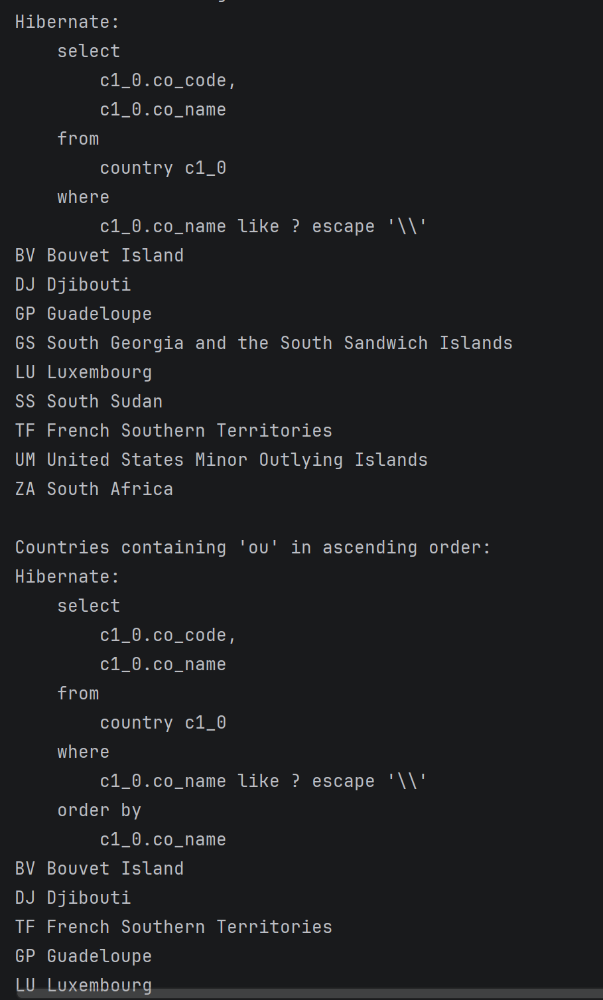 Hibernate:
    select
        c1_0.co_code,
        c1_0.co_name
    from
        country c1_0
    where
        c1_0.co_name like ? escape '\\'
BV Bouvet Island
DJ Djibouti
GP Guadeloupe
GS South Georgia and the South Sandwich Islands
LU Luxembourg
SS South Sudan
TF French Southern Territories
UM United States Minor Outlying Islands
ZA South Africa

Countries containing 'ou' in ascending order:
Hibernate:
    select
        c1_0.co_code,
        c1_0.co_name
    from
        country c1_0
    where
        c1_0.co_name like ? escape '\\'
    order by
        c1_0.co_name
BV Bouvet Island
DJ Djibouti
TF French Southern Territories
GP Guadeloupe
LU Luxembourg